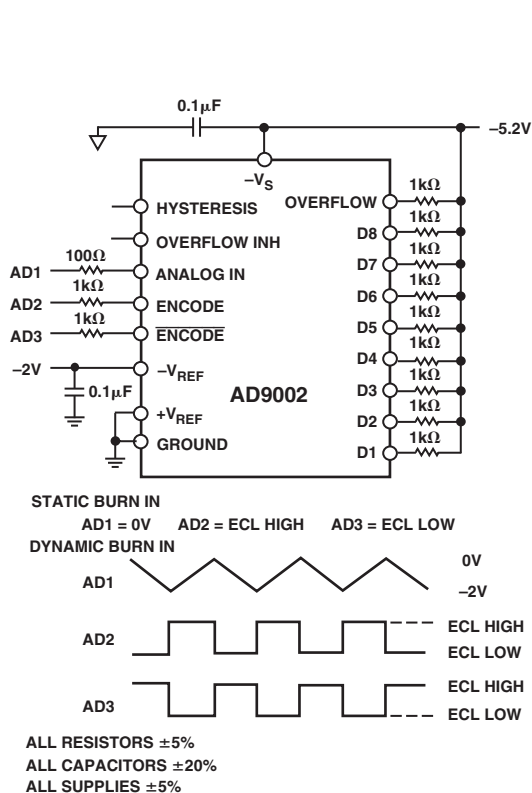 0.1μF
–5.2V
–VS
HYSTERESIS
OVERFLOW
1kΩ
OVERFLOW INH
D8
1kΩ
AD1
100Ω
ANALOG IN
D7
1kΩ
AD2
1kΩ
ENCODE
D6
1kΩ
AD3
1kΩ
ENCODE
D5
1kΩ
–2V
–VREF
D4
1kΩ
0.1μF
AD9002
D3
1kΩ
+VREF
D2
1kΩ
GROUND
D1
1kΩ
STATIC BURN IN
AD1 = 0V AD2 = ECL HIGH AD3 = ECL LOW
DYNAMIC BURN IN
AD1
0V
–2V
AD2
ECL HIGH
ECL LOW
AD3
ECL HIGH
ECL LOW
ALL RESISTORS ±5%
ALL CAPACITORS ±20%
ALL SUPPLIES ±5%